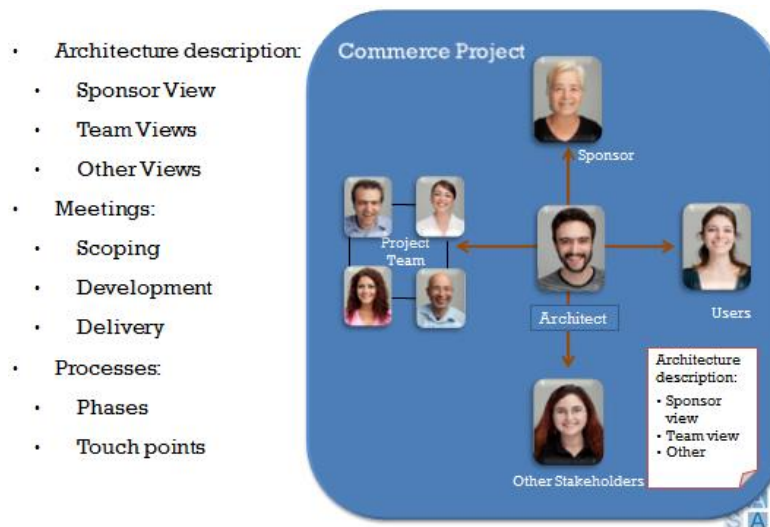 Architecture description:
Sponsor View
Team Views
Other Views
Meetings:
Scoping
Development
Delivery
Processes:
Phases
Touch points
Commerce Project
Sponsor
Project
Team
Architect
Users
Other Stakeholders
Architecture
description:
• Sponsor
view
• Team view
• Other